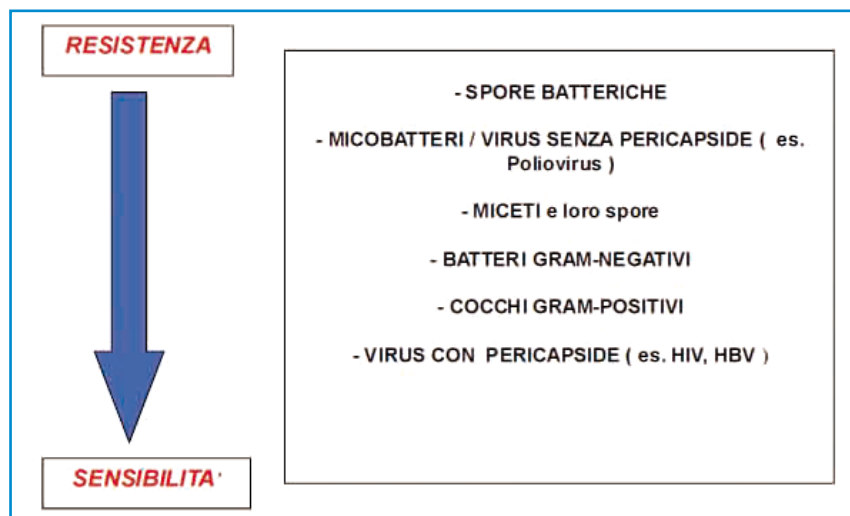 RESISTENZA
- SPORE BATTERICHE
- MICOBATTERI / VIRUS SENZA PERICAPSIDE ( es.
Poliovirus )
- MICETI e loro spore
- BATTERI GRAM-NEGATIVI
- COCCHI GRAM-POSITIVI
- VIRUS CON PERICAPSIDE ( es. HIV, HBV )
SENSIBILITA'